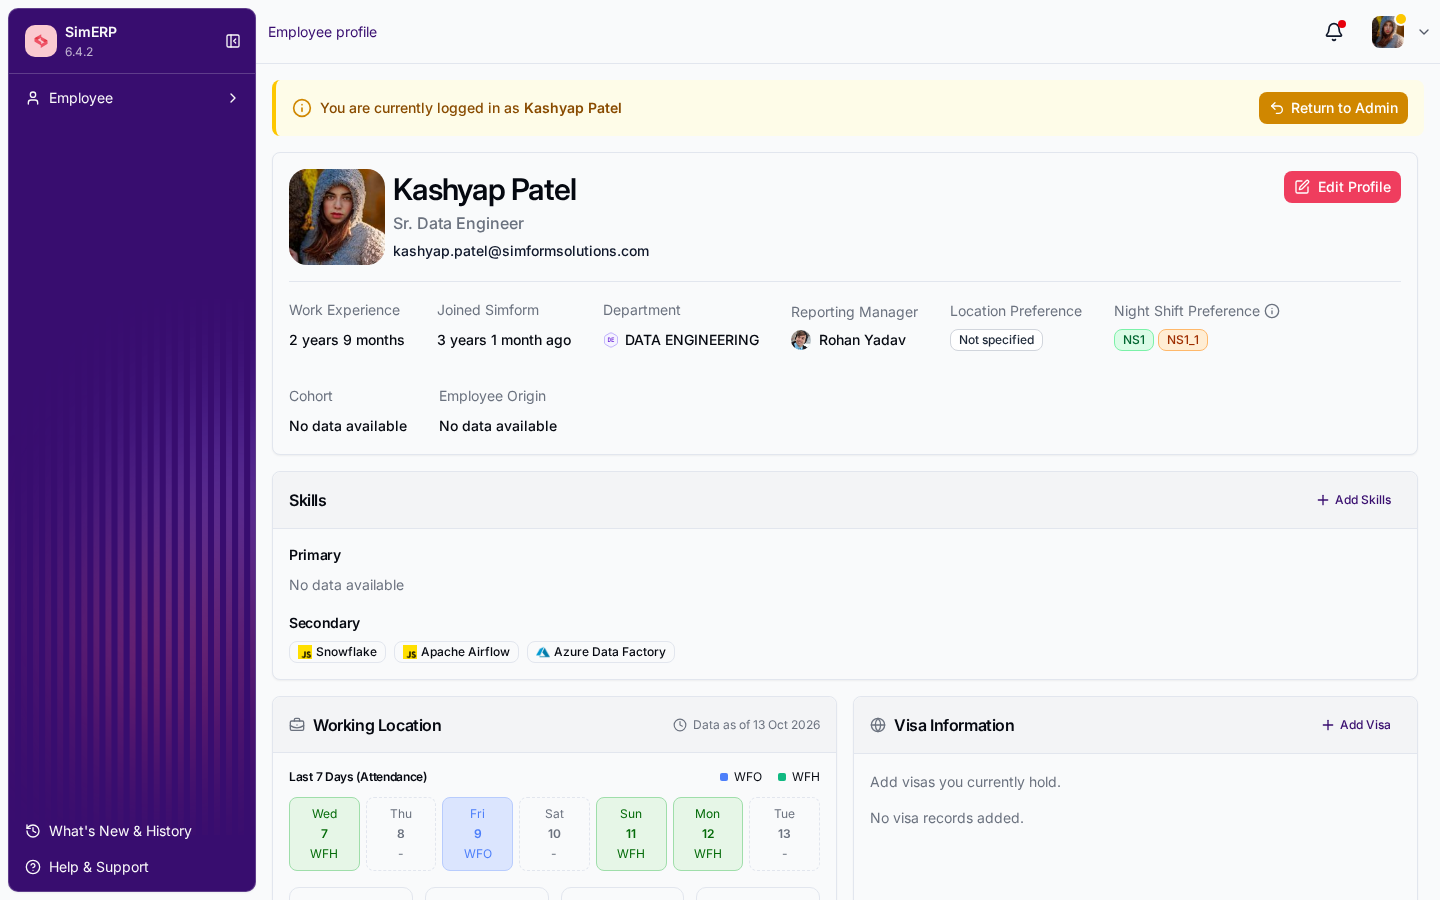 SimERP
6.4.2
Employee
What's New & History
Help & Support
Employee profile
You are currently logged in as Kashyap Patel
Return to Admin
Kashyap Patel
Edit Profile
Sr. Data Engineer
kashyap.patel@simformsolutions.com
Work Experience
2 years 9 months
Joined Simform
3 years 1 month ago
Department
DE DATA ENGINEERING
Reporting Manager
Rohan Yadav
Location Preference
Not specified
Night Shift Preference
NS1 NS1_1
Cohort
No data available
Employee Origin
No data available
Skills
Add Skills
Primary
No data available
Secondary
JS Snowflake
JS Apache Airflow
Azure Data Factory
Working Location
Data as of 13 Oct 2026
Last 7 Days (Attendance)
WFO WFH
Wed
7
WFH
Thu
8
-
Fri
9
WFO
Sat
10
-
Sun
11
WFH
Mon
12
WFH
Tue
13
-
Visa Information
Add Visa
Add visas you currently hold.
No visa records added.